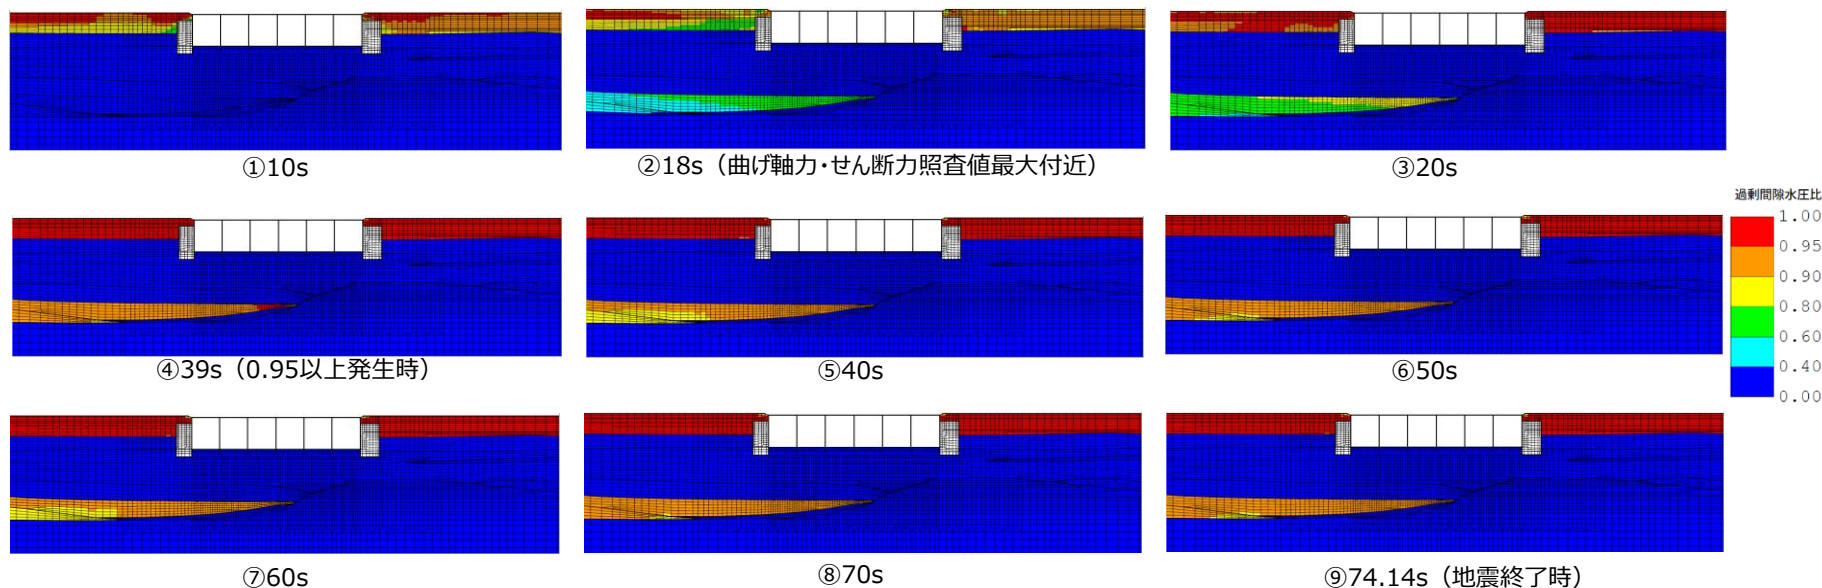 ①10s
②18s（曲げ軸力・せん断力照査値最大付近）
③20s
過剰間隙水圧比
1.00
0.95
0.90
0.80
0.60
0.40
0.00
④39s（0.95以上発生時）
⑤40s
⑥50s
⑦60s
⑧70s
⑨74.14s（地震終了時）